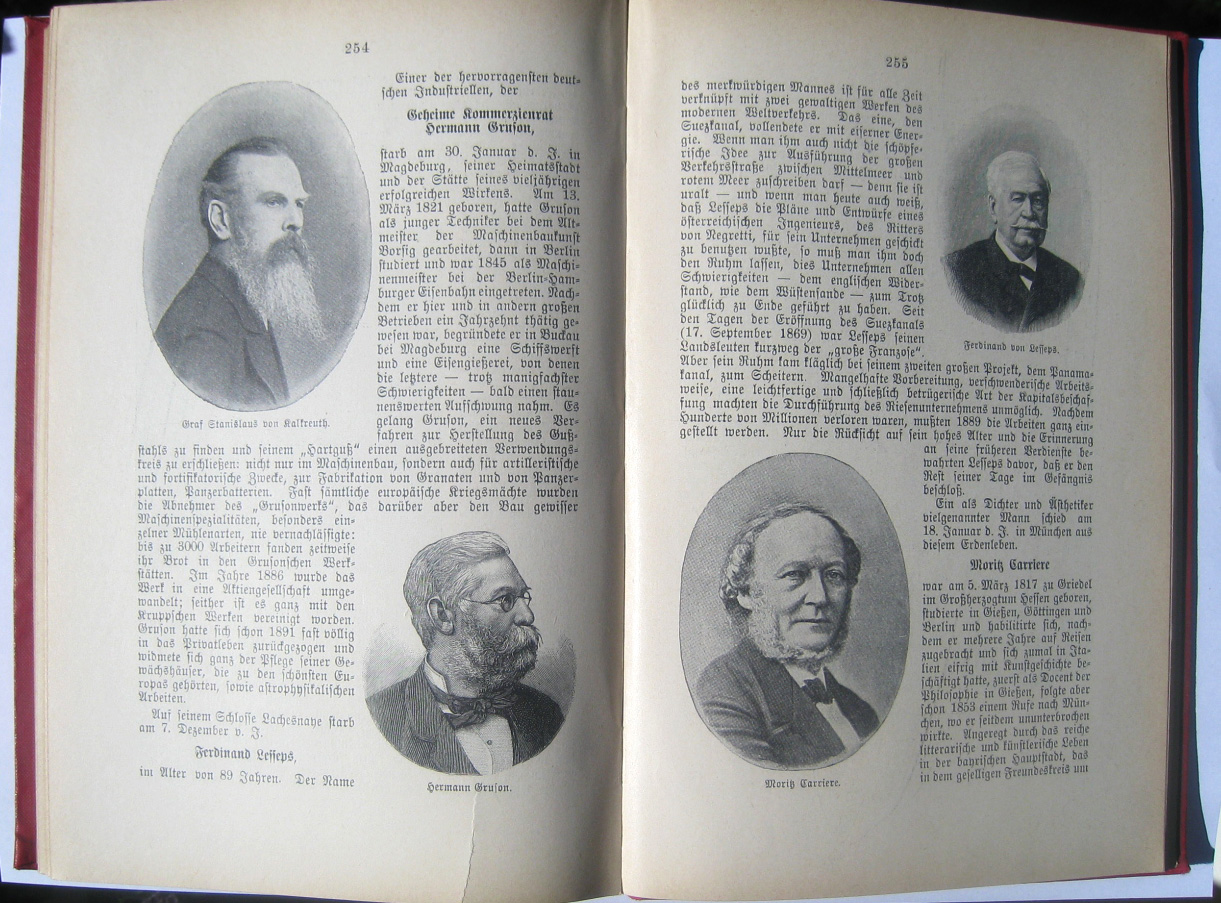 254
Einer der hervorragensten deut-
schen Industriellen, der
Geheime Kommerzienrat
Hermann Gruson,
starb am 30. Januar d. J. in
Magdeburg, seiner Heimatsstadt
und der Stätte seines vieljährigen
erfolgreichen Wirkens. Am 13.
März 1821 geboren, hatte Gruson
als junger Techniker bei dem Alt-
meister der Maschinenbaukunst
Borsig gearbeitet, dann in Berlin
studiert und war 1845 als Maschi-
nenmeister bei der Berlin-Ham-
burger Eisenbahn eingetreten. Nach-
dem er hier und in andern großen
Betrieben ein Jahrzehnt thätig ge-
wesen war, begründete er in Buckau
bei Magdeburg eine Schiffswerft
und eine Eisengießerei, von denen
die letztere — trotz manigfachster
Schwierigkeiten — bald einen stau-
nenswerten Aufschwung nahm. Es
gelang Gruson, ein neues Ver-
fahren zur Herstellung des Guß-
Graf Stanislaus von Kalkreuth.
stahls zu finden und seinem „Hartguß“ einen ausgebreiteten Verwendungs-
kreis zu erschließen: nicht nur im Maschinenbau, sondern auch für artilleristische
und fortifikatorische Zwecke, zur Fabrikation von Granaten und von Panzer-
platten, Panzerbatterien. Fast sämtliche europäische Kriegsmächte wurden
die Abnehmer des „Grusonwerks“, das darüber aber den Bau gewisser
Maschinenspezialitäten, besonders ein-
zelner Mühlenarten, nie vernachlässigte:
bis zu 3000 Arbeitern fanden zeitweise
ihr Brot in den Grusonschen Werk-
stätten. Im Jahre 1886 wurde das
Werk in eine Aktiengesellschaft umge-
wandelt; seither ist es ganz mit den
Kruppschen Werken vereinigt worden.
Gruson hatte sich schon 1891 fast völlig
in das Privatleben zurückgezogen und
widmete sich ganz der Pflege seiner Ge-
wächshäuser, die zu den schönsten Eu-
ropas gehörten, sowie astrophysikalischen
Arbeiten.
Auf seinem Schlosse Lachesnaye starb
am 7. Dezember v. J.
Ferdinand Lesseps,
im Alter von 89 Jahren. Der Name
Hermann Gruson.
255
des merkwürdigen Mannes ist für alle Zeit
verknüpft mit zwei gewaltigen Werken des
modernen Weltverkehrs. Das eine, den
Suezkanal, vollendete er mit eiserner Ener-
gie. Wenn man ihm auch nicht die schöpfe-
rische Idee zur Ausführung der großen
Verkehrsstraße zwischen Mittelmeer und
rotem Meer zuschreiben darf — denn sie ist
uralt — und wenn man heute auch weiß,
daß Lesseps die Pläne und Entwürfe eines
österreichischen Ingenieurs, des Ritters
von Negretti, für sein Unternehmen geschickt
zu benutzen wußte, so muß man ihm doch
den Ruhm lassen, dies Unternehmen allen
Schwierigkeiten — dem englischen Wider-
stand, wie dem Wüstensande — zum Trotz
glücklich zu Ende geführt zu haben. Seit
den Tagen der Eröffnung des Suezkanals
(17. September 1869) war Lesseps seinen
Landsleuten kurzweg der „große Franzose“.
Ferdinand von Lesseps.
Aber sein Ruhm kam kläglich bei seinem zweiten großen Projekt, dem Panama-
kanal, zum Scheitern. Mangelhafte Vorbereitung, verschwenderische Arbeits-
weise, eine leichtfertige und schließlich betrügerische Art der Kapitalsbeschaf-
fung machten die Durchführung des Riesenunternehmens unmöglich. Nachdem
Hunderte von Millionen verloren waren, mußten 1889 die Arbeiten ganz ein-
gestellt werden. Nur die Rücksicht auf sein hohes Alter und die Erinnerung
an seine früheren Verdienste be-
wahrten Lesseps davor, daß er den
Rest seiner Tage im Gefängnis
beschloß.
Ein als Dichter und Ästhetiker
vielgenannter Mann schied am
18. Januar d. J. in München aus
diesem Erdenleben.
Moritz Carriere
war am 5. März 1817 zu Griedel
im Großherzogtum Hessen geboren,
studierte in Gießen, Göttingen und
Berlin und habilitirte sich, nach-
dem er mehrere Jahre auf Reisen
zugebracht und sich zumal in Ita-
lien eifrig mit Kunstgeschichte be-
schäftigt hatte, zuerst als Docent der
Philosophie in Gießen, folgte aber
schon 1853 einem Rufe nach Mün-
chen, wo er seitdem ununterbrochen
wirkte. Angeregt durch das reiche
litterarische und künstlerische Leben
in der bayrischen Hauptstadt, das
in dem geselligen Freundeskreis um
Moritz Carriere.